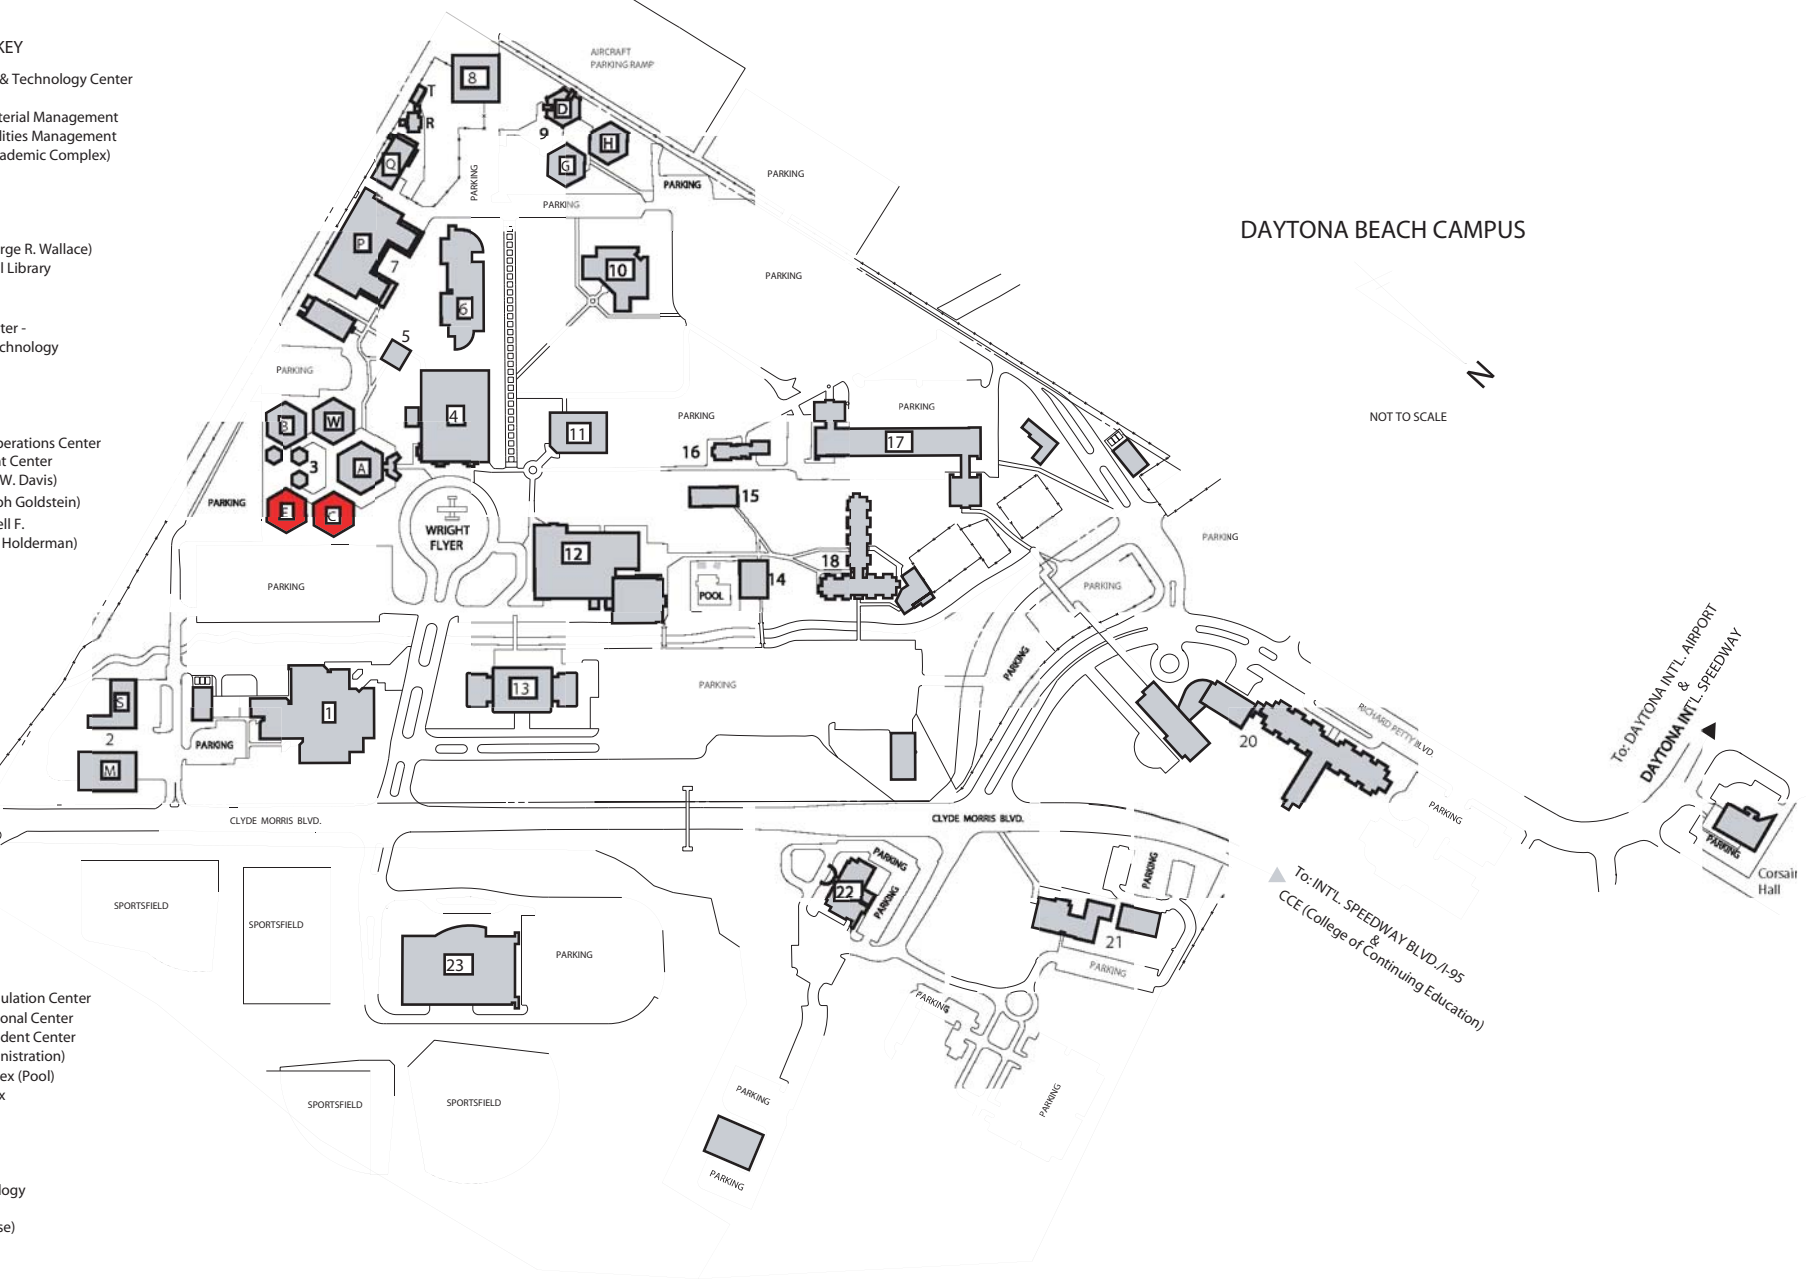 KEY
& Technology Center
terial Management
lities Management
ademic Complex)
rge R. Wallace)
l Library
ter -
chnology
perations Center
t Center
W. Davis)
ph Goldstein)
ell F.
Holderman)
ulation Center
onal Center
dent Center
nistration)
ex (Pool)
x
logy
se)
AIRCRAFT
PARKING RAMP
8
T
R
Q
D
9
H
G
PARKING
PARKING
PARKING
PARKING
P
7
6
10
PARKING
DAYTONA BEACH CAMPUS
N
NOT TO SCALE
5
PARKING
B
W
3
A
E
C
PARKING
4
11
PARKING
PARKING
16
17
15
WRIGHT
FLYER
12
14
POOL
18
PARKING
PARKING
PARKING
PARKING
S
2
M
1
PARKING
13
PARKING
20
RICHARD PETTY BLVD.
PARKING
To: DAYTONA INT'L. AIRPORT
&
DAYTONA INT'L. SPEEDWAY
PARKING
Corsair
Hall
CLYDE MORRIS BLVD.
CLYDE MORRIS BLVD.
To: INT'L. SPEEDWAY BLVD./I-95
&
CCE (College of Continuing Education)
SPORTSFIELD
SPORTSFIELD
23
PARKING
22
PARKING
PARKING
PARKING
21
PARKING
PARKING
SPORTSFIELD
SPORTSFIELD
PARKING
PARKING
PARKING